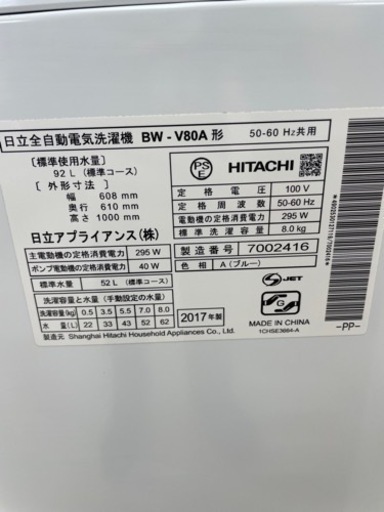 日立全自動電気洗濯機 BW-V80A 形 50-60 Hz共用
［標準使用水量］
92 L（標準コース）
［外形寸法］
幅 608 mm
奥行 610 mm
高さ 1000 mm
日立アプライアンス(株)
主電動機の定格消費電力 295 W
ポンプ電動機の定格消費電力 40 W
標準水量 52 L（標準コース）
洗濯容量と水量（手動設定の水量）
洗濯容量(kg) 0.5 3.5 5.5 7.0 8.0
水量(L) 22 33 43 52 62
2017年製
製造元 Shanghai Hitachi Household Appliances Co., Ltd.
PSE HITACHI
定格電圧 100 V
定格周波数 50-60 Hz
電動機の定格消費電力 295 W
標準洗濯容量 8.0kg
製造番号 7002416
色相 A（ブルー）
S-JET
MADE IN CHINA
-PP-